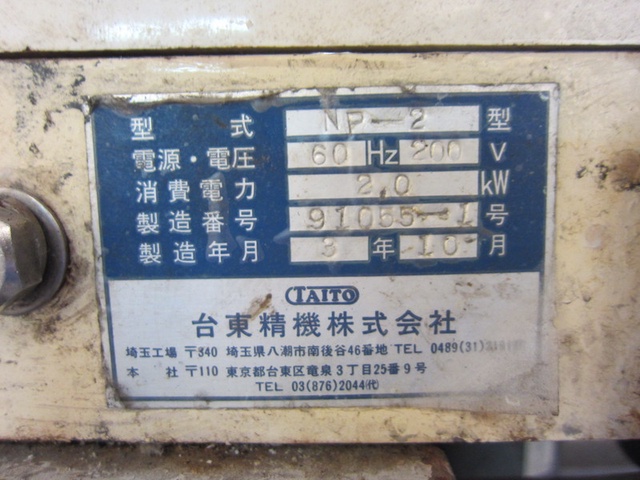 型 式 NP-2 型
電源・電圧 60 Hz 200 V
消費電力 2.0 kW
製造番号 91055-1 号
製造年月 3 年 10 月
TAITO
台東精機株式会社
埼玉工場 〒340 埼玉県八潮市南後谷46番地 TEL 0489(31)
本 社 〒110 東京都台東区竜泉3丁目25番9号
TEL 03(876)2044㈹